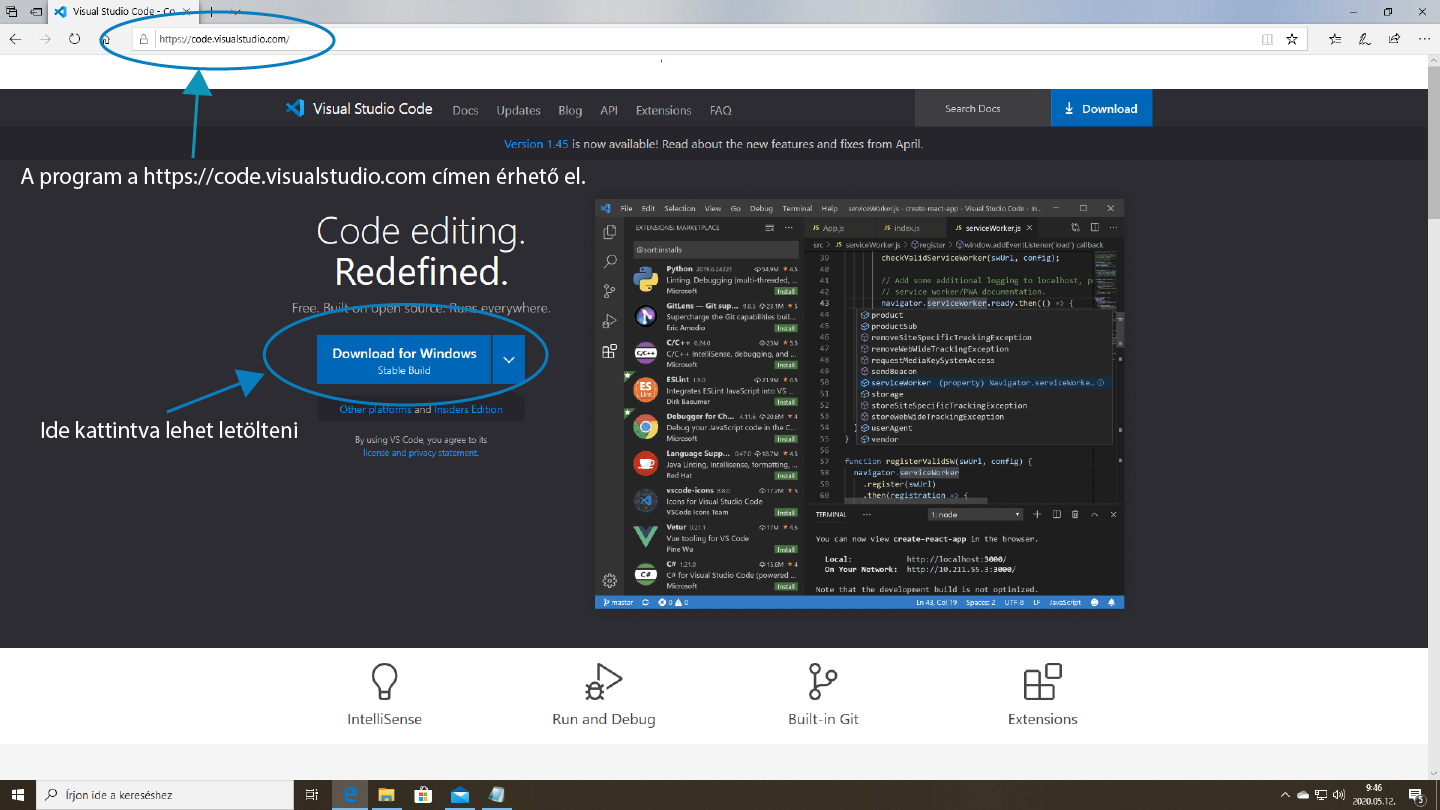 Visual Studio Code - Co
https://code.visualstudio.com/
Visual Studio Code
Docs
Updates
Blog
API
Extensions
FAQ
Search Docs
Download
Version 1.45 is now available! Read about the new features and fixes from April.
A program a https://code.visualstudio.com címen érhető el.
Code editing.
Redefined.
Free. Built on open source. Runs everywhere.
Download for Windows
Stable Build
Other platforms and Insiders Edition
Ide kattintva lehet letölteni
By using VS Code, you agree to its
license and privacy statement.
File Edit Selection View Go Debug Terminal Help serviceWorker.js - create-react-app - Visual Studio Code - In...
EXTENSIONS: MARKETPLACE
@sort:installs
Python 2019.6.24221 54.9M 4.5
Linting, Debugging (multi-threaded, ...
Microsoft Install
GitLens — Git sup... 9.8.5 23.1M 5
Supercharge the Git capabilities buil...
Eric Amodio Install
C/C++ 0.24.0 23M 3.5
C/C++ IntelliSense, debugging, and ...
Microsoft Install
ESLint 1.9.0 21.9M 4.5
Integrates ESLint JavaScript into VS ...
Dirk Baeumer Install
Debugger for Ch... 4.11.6 20.6M 4
Debug your JavaScript code in the C...
Microsoft Install
Language Supp... 0.47.0 18.7M 4.5
Java Linting, Intellisense, formatting, ...
Red Hat Install
vscode-icons 8.8.0 17.2M 5
Icons for Visual Studio Code
VSCode Icons Team Install
Vetur 0.21.1 17M 4.5
Vue tooling for VS Code
Pine Wu Install
C# 1.21.0 15.6M 4
C# for Visual Studio Code (powered ...
Microsoft Install
JS App.js
JS index.js
JS serviceWorker.js
src > JS serviceWorker.js > register > window.addEventListener('load') callback
39 checkValidServiceWorker(swUrl, config);
40
41 // Add some additional logging to localhost, p
42 // service worker/PWA documentation.
43 navigator.serviceWorker.ready.then(() => {
44 product
45 productSub
46 removeSiteSpecificTrackingException
47 removeWebWideTrackingException
48 requestMediaKeySystemAccess
49 sendBeacon
50 serviceWorker (property) Navigator.serviceWorke...
51 storage
52 storeSiteSpecificTrackingException
53 storeWebWideTrackingException
54 } userAgent
55 } vendor
56
57 function registerValidSW(swUrl, config) {
58 navigator.serviceWorker
59 .register(swUrl)
60 .then(registration => {
TERMINAL ... 1: node
You can now view create-react-app in the browser.
Local: http://localhost:3000/
On Your Network: http://10.211.55.3:3000/
Note that the development build is not optimized.
master 0 0 Ln 43, Col 19 Spaces: 2 UTF-8 LF JavaScript
IntelliSense
Run and Debug
Built-in Git
Extensions
Írjon ide a kereséshez
9:46
2020.05.12.
5